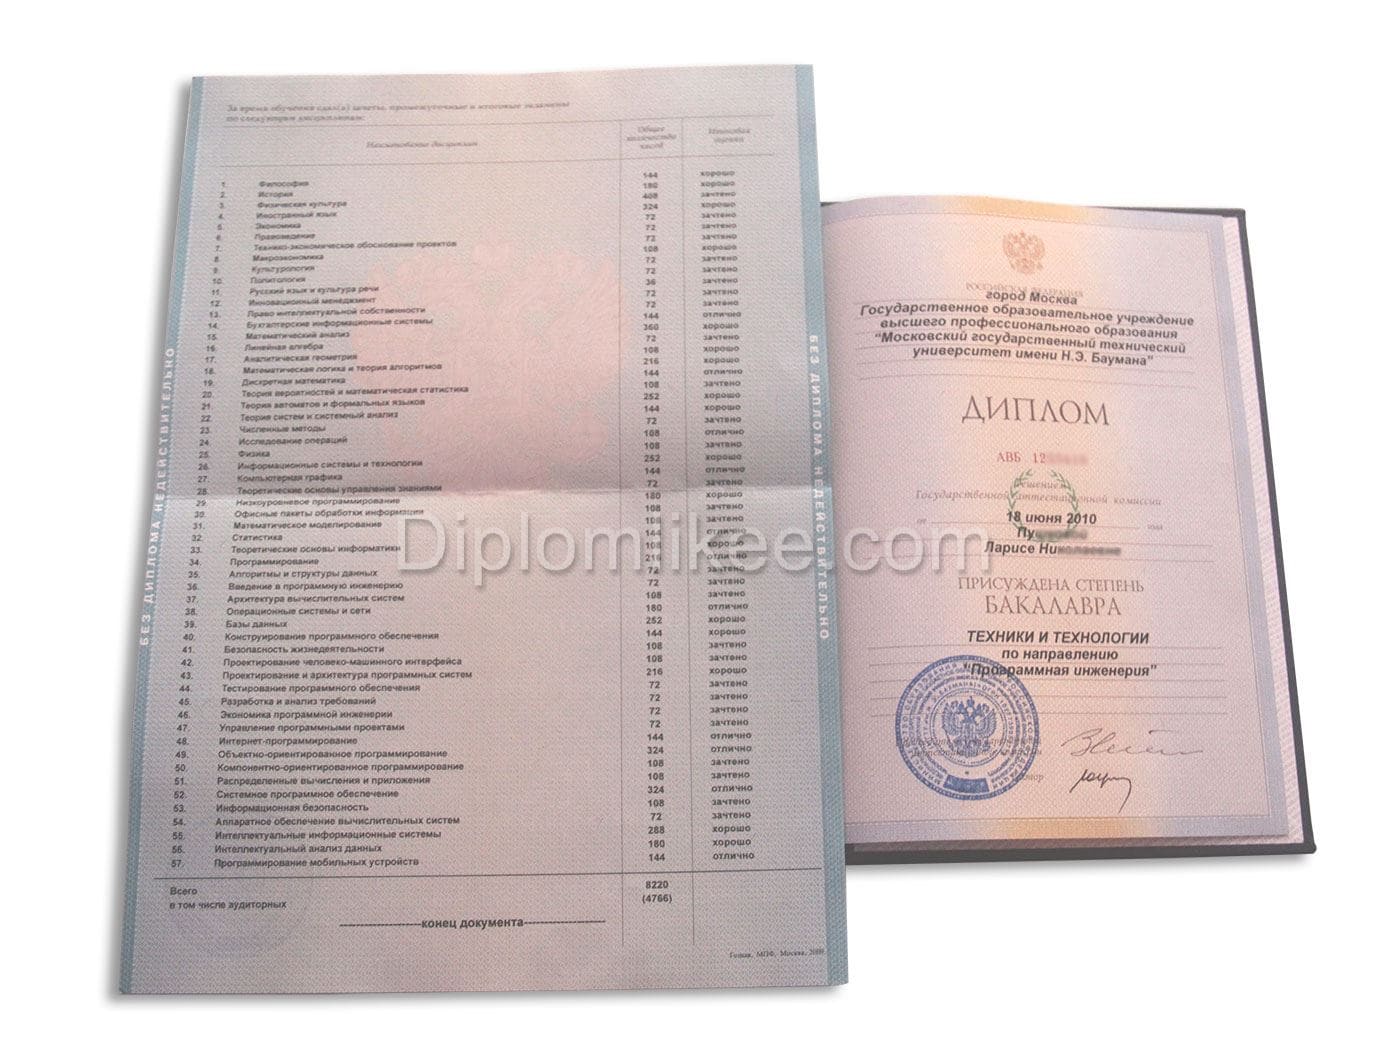 За время обучения сдал(а) зачеты, промежуточные и итоговые экзамены
по следующим дисциплинам:
Наименование дисциплин
Общее
количество
часов
Итоговая
оценка
1. Философия 144 хорошо
2. История 180 хорошо
3. Физическая культура 408 зачтено
4. Иностранный язык 324 хорошо
5. Экономика 72 зачтено
6. Правоведение 72 зачтено
7. Технико-экономическое обоснование проектов 72 зачтено
8. Макроэкономика 108 хорошо
9. Культурология 72 зачтено
10. Политология 72 зачтено
11. Русский язык и культура речи 36 зачтено
12. Инновационный менеджмент 72 зачтено
13. Право интеллектуальной собственности 72 зачтено
14. Бухгалтерские информационные системы 144 отлично
15. Математический анализ 360 хорошо
16. Линейная алгебра 72 зачтено
17. Аналитическая геометрия 108 хорошо
18. Математическая логика и теория алгоритмов 216 хорошо
19. Дискретная математика 144 отлично
20. Теория вероятностей и математическая статистика 108 зачтено
21. Теория автоматов и формальных языков 252 хорошо
22. Теория систем и системный анализ 144 хорошо
23. Численные методы 72 зачтено
24. Исследование операций 108 отлично
25. Физика 108 зачтено
26. Информационные системы и технологии 252 хорошо
27. Компьютерная графика 144 отлично
28. Теоретические основы управления знаниями 72 зачтено
29. Низкоуровневое программирование 180 хорошо
30. Офисные пакеты обработки информации 108 зачтено
31. Математическое моделирование 108 зачтено
32. Статистика 144 отлично
33. Теоретические основы информатики 108 хорошо
34. Программирование 216 отлично
35. Алгоритмы и структуры данных 72 зачтено
36. Введение в программную инженерию 72 зачтено
37. Архитектура вычислительных систем 108 зачтено
38. Операционные системы и сети 180 отлично
39. Базы данных 252 хорошо
40. Конструирование программного обеспечения 144 хорошо
41. Безопасность жизнедеятельности 108 зачтено
42. Проектирование человеко-машинного интерфейса 108 зачтено
43. Проектирование и архитектура программных систем 216 хорошо
44. Тестирование программного обеспечения 72 зачтено
45. Разработка и анализ требований 72 зачтено
46. Экономика программной инженерии 72 зачтено
47. Управление программными проектами 72 зачтено
48. Интернет-программирование 144 отлично
49. Объектно-ориентированное программирование 324 отлично
50. Компонентно-ориентированное программирование 108 зачтено
51. Распределенные вычисления и приложения 108 зачтено
52. Системное программное обеспечение 324 отлично
53. Информационная безопасность 108 зачтено
54. Аппаратное обеспечение вычислительных систем 72 зачтено
55. Интеллектуальные информационные системы 288 хорошо
56. Интеллектуальный анализ данных 180 хорошо
57. Программирование мобильных устройств 144 отлично
Всего 8220
в том числе аудиторных (4766)
--------------------конец документа--------------------
Гознак, МПФ, Москва, 2009
БЕЗ ДИПЛОМА НЕДЕЙСТВИТЕЛЬНО
БЕЗ ДИПЛОМА НЕДЕЙСТВИТЕЛЬНО
Diplomlikee.com
РОССИЙСКАЯ ФЕДЕРАЦИЯ
город Москва
Государственное образовательное учреждение
высшего профессионального образования
"Московский государственный технический
университет имени Н.Э. Баумана"
ДИПЛОМ
АВБ 12
Решением
Государственной аттестационной комиссии
от 18 июня 2010 года
Ларисе
ПРИСУЖДЕНА СТЕПЕНЬ
БАКАЛАВРА
ТЕХНИКИ И ТЕХНОЛОГИИ
по направлению
"Программная инженерия"